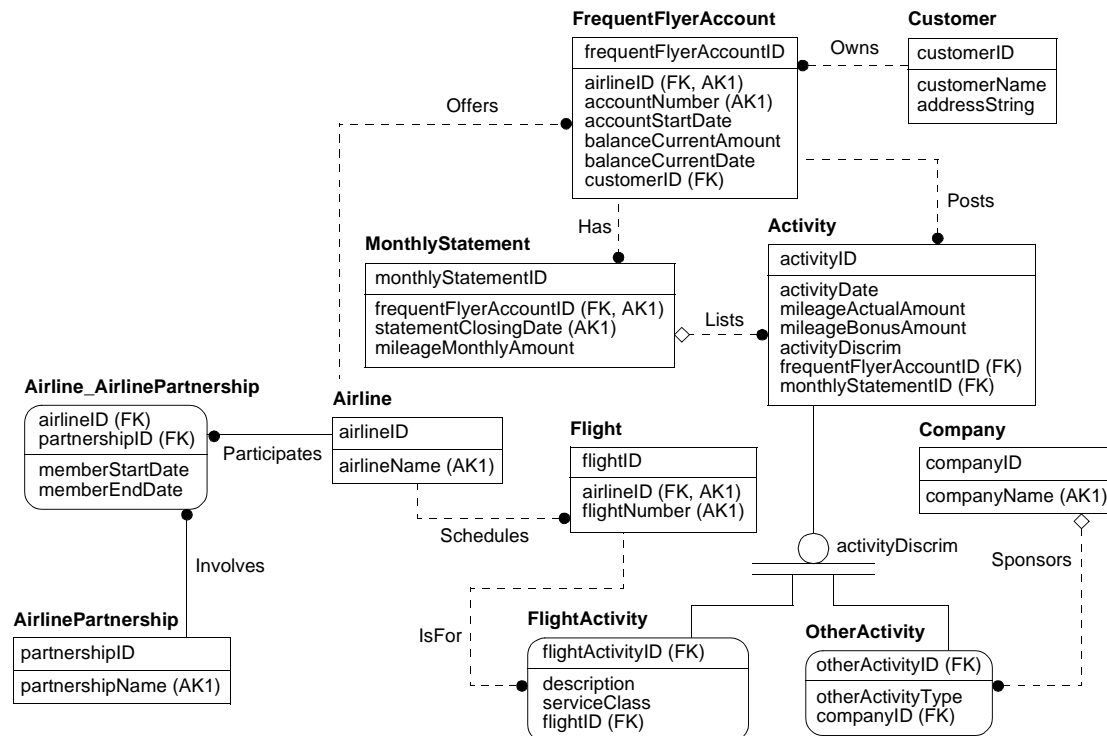 FrequentFlyerAccount
frequentFlyerAccountID
airlineID (FK, AK1)
accountNumber (AK1)
accountStartDate
balanceCurrentAmount
balanceCurrentDate
customerID (FK)
Customer
customerID
customerName
addressString
Owns
Offers
Posts
Has
MonthlyStatement
monthlyStatementID
frequentFlyerAccountID (FK, AK1)
statementClosingDate (AK1)
mileageMonthlyAmount
Lists
Activity
activityID
activityDate
mileageActualAmount
mileageBonusAmount
activityDiscrim
frequentFlyerAccountID (FK)
monthlyStatementID (FK)
Airline_AirlinePartnership
airlineID (FK)
partnershipID (FK)
memberStartDate
memberEndDate
Participates
Airline
airlineID
airlineName (AK1)
Flight
flightID
airlineID (FK, AK1)
flightNumber (AK1)
Company
companyID
companyName (AK1)
Schedules
activityDiscrim
Sponsors
Involves
AirlinePartnership
partnershipID
partnershipName (AK1)
IsFor
FlightActivity
flightActivityID (FK)
description
serviceClass
flightID (FK)
OtherActivity
otherActivityID (FK)
otherActivityType
companyID (FK)